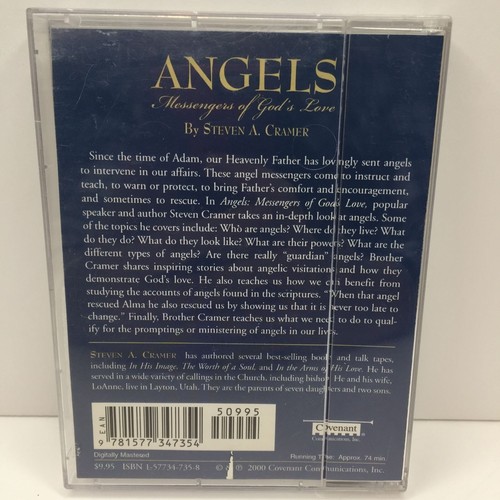 ANGELS
Messengers of God's Love
By Steven A. Cramer
Since the time of Adam, our Heavenly Father has lovingly sent angels
to intervene in our affairs. These angel messengers come to instruct and
teach, to warn or protect, to bring Father's comfort and encouragement,
and sometimes to rescue. In Angels: Messengers of God's Love, popular
speaker and author Steven Cramer takes an in-depth look at angels. Some
of the topics he covers include: Who are angels? Where do they live? What
do they do? What do they look like? What are their powers? What are the
different types of angels? Are there really "guardian" angels? Brother
Cramer shares inspiring stories about angelic visitations and how they
demonstrate God's love. He also teaches us how we can benefit from
studying the accounts of angels found in the scriptures. "When that angel
rescued Alma he also rescued us by showing us that it is never too late to
change." Finally, Brother Cramer teaches us what we need to do to qual-
ify for the promptings or ministering of angels in our lives.
Steven A. Cramer has authored several best-selling books and talk tapes,
including In His Image, The Worth of a Soul, and In the Arms of His Love. He has
served in a wide variety of callings in the Church, including bishop. He and his wife,
LoAnne, live in Layton, Utah. They are the parents of seven daughters and two sons.
50995
EAN
9 781577 347354
Covenant
Communications, Inc.
Digitally Mastered
Running Time: Approx. 74 min.
$9.95 ISBN 1-57734-735-8
© ℗ 2000 Covenant Communications, Inc.